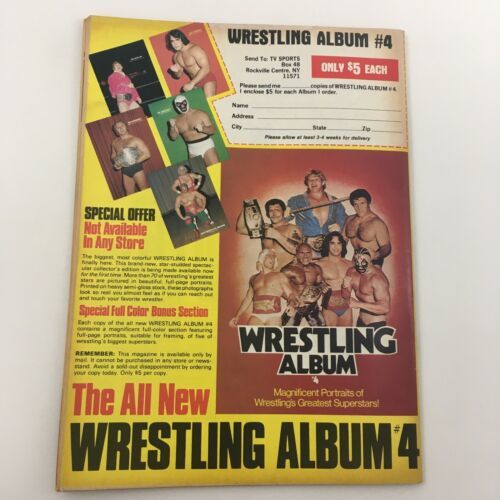 WRESTLING ALBUM #4
Send To: TV SPORTS
Box 48
Rockville Centre, NY
11571
ONLY $5 EACH
Please send me copies of WRESTLING ALBUM #4.
I enclose $5 for each Album I order.
Name
Address
City State Zip
Please allow at least 3-4 weeks for delivery
SPECIAL OFFER
Not Available
In Any Store
The biggest, most colorful WRESTLING ALBUM is
finally here. This brand-new, star-studded spectac-
ular collector's edition is being made available now
for the first time. More than 70 of wrestling's greatest
stars are pictured in beautiful, full-page portraits.
Printed on heavy semi-gloss stock, these photographs
look so real you almost feel as if you can reach out
and touch your favorite wrestler.
Special Full Color Bonus Section
Each copy of the all new WRESTLING ALBUM #4
contains a magnificent full-color section featuring
full-page portraits, suitable for framing, of five of
wrestling's biggest superstars.
REMEMBER: This magazine is available only by
mail. It cannot be purchased in any store or news-
stand. Avoid a sold-out disappointment by ordering
your copy today. Only $5 per copy.
WRESTLING
ALBUM
#4
Magnificent Portraits of
Wrestling's Greatest Superstars!
The All New
WRESTLING ALBUM #4